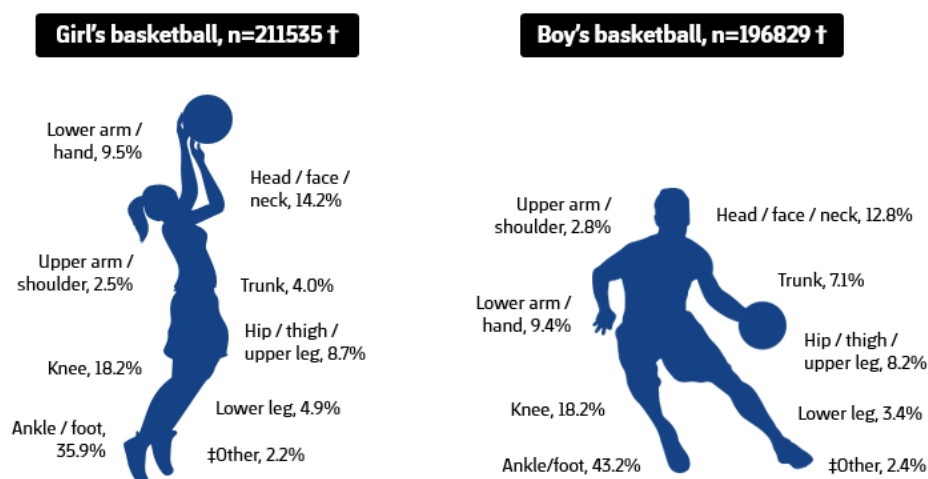 Girl's basketball, n=211535 †
Lower arm /
hand, 9.5%
Head / face /
neck, 14.2%
Upper arm /
shoulder, 2.5%
Trunk, 4.0%
Hip / thigh /
upper leg, 8.7%
Knee, 18.2%
Lower leg, 4.9%
Ankle / foot,
35.9%
‡Other, 2.2%
Boy's basketball, n=196829 †
Upper arm /
shoulder, 2.8%
Head / face / neck, 12.8%
Trunk, 7.1%
Lower arm /
hand, 9.4%
Hip / thigh /
upper leg, 8.2%
Knee, 18.2%
Lower leg, 3.4%
Ankle/foot, 43.2%
‡Other, 2.4%